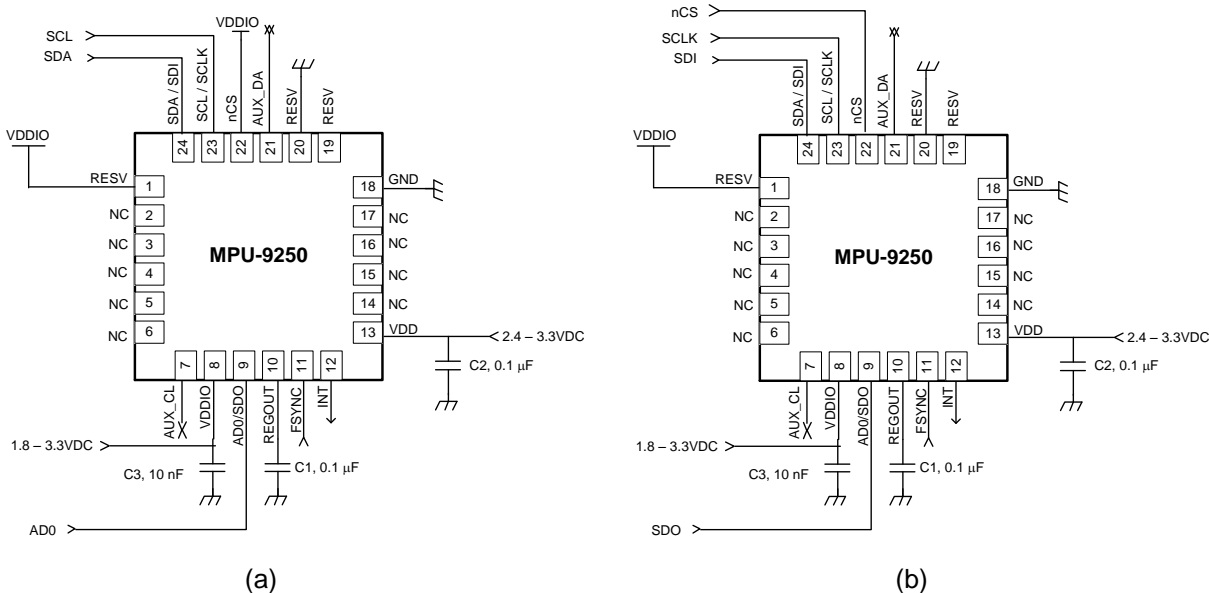 SCL
SDA
VDDIO
SDA / SDI
SCL / SCLK
nCS
AUX_DA
RESV
RESV
24
23
22
21
20
19
VDDIO
RESV
1
NC
2
NC
3
NC
4
NC
5
NC
6
MPU-9250
18
GND
17
NC
16
NC
15
NC
14
NC
13
VDD
2.4 – 3.3VDC
C2, 0.1 µF
7
8
9
10
11
12
AUX_CL
VDDIO
AD0/SDO
REGOUT
FSYNC
INT
1.8 – 3.3VDC
C3, 10 nF
C1, 0.1 µF
AD0
(a)
nCS
SCLK
SDI
SDA / SDI
SCL / SCLK
nCS
AUX_DA
RESV
RESV
24
23
22
21
20
19
VDDIO
RESV
1
NC
2
NC
3
NC
4
NC
5
NC
6
MPU-9250
18
GND
17
NC
16
NC
15
NC
14
NC
13
VDD
2.4 – 3.3VDC
C2, 0.1 µF
7
8
9
10
11
12
AUX_CL
VDDIO
AD0/SDO
REGOUT
FSYNC
INT
1.8 – 3.3VDC
C3, 10 nF
C1, 0.1 µF
SDO
(b)